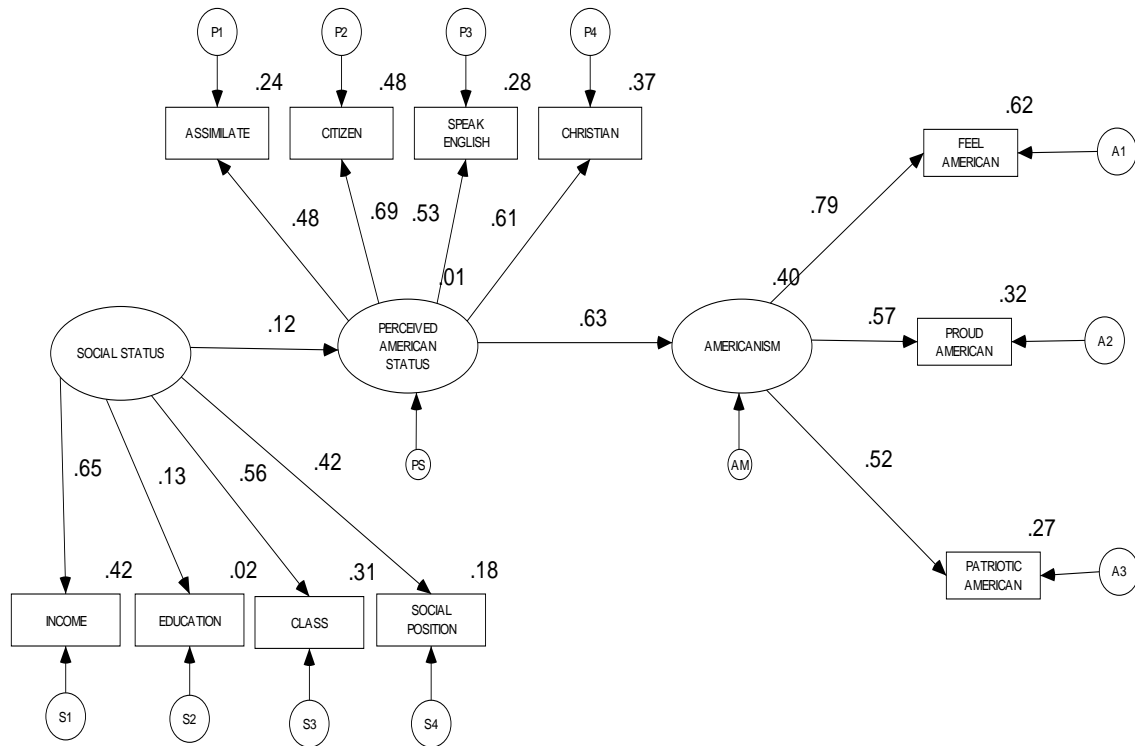 P1
P2
P3
P4
.24
.48
.28
.37
ASSIMILATE
CITIZEN
SPEAK
ENGLISH
CHRISTIAN
.62
FEEL
AMERICAN
A1
.48
.69
.53
.61
.79
.01
.40
SOCIAL STATUS
.12
PERCEIVED
AMERICAN
STATUS
.63
AMERICANISM
.57
.32
PROUD
AMERICAN
A2
PS
AM
.65
.13
.56
.42
.52
.42
.02
.31
.18
.27
INCOME
EDUCATION
CLASS
SOCIAL
POSITION
PATRIOTIC
AMERICAN
A3
S1
S2
S3
S4